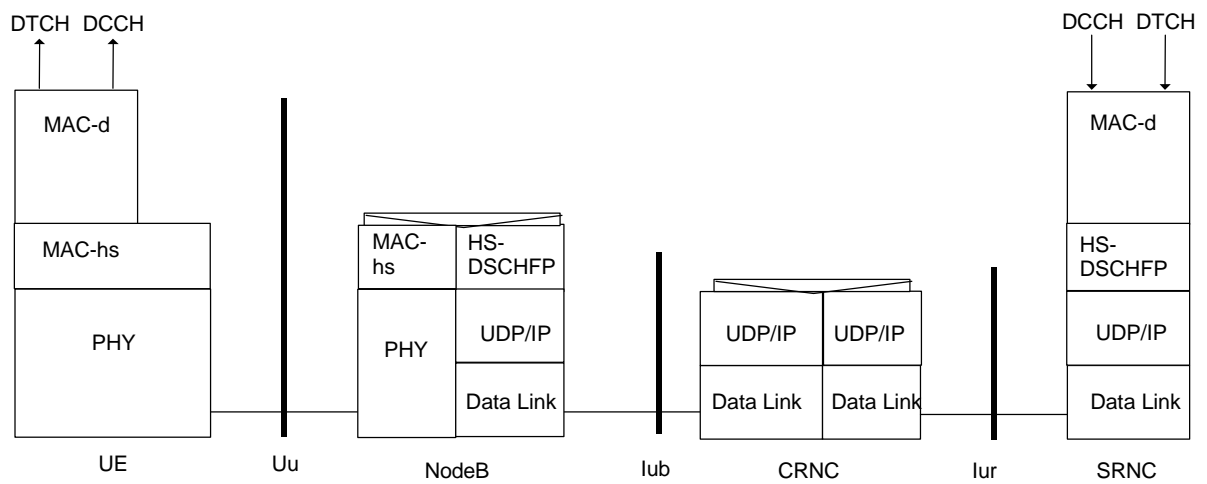 DTCH DCCH
DCCH DTCH
MAC-d
MAC-d
MAC-hs
MAC-
hs
HS-
DSCHFP
HS-
DSCHFP
PHY
PHY
UDP/IP
UDP/IP
UDP/IP
UDP/IP
Data Link
Data Link
Data Link
Data Link
UE
Uu
NodeB
Iub
CRNC
Iur
SRNC